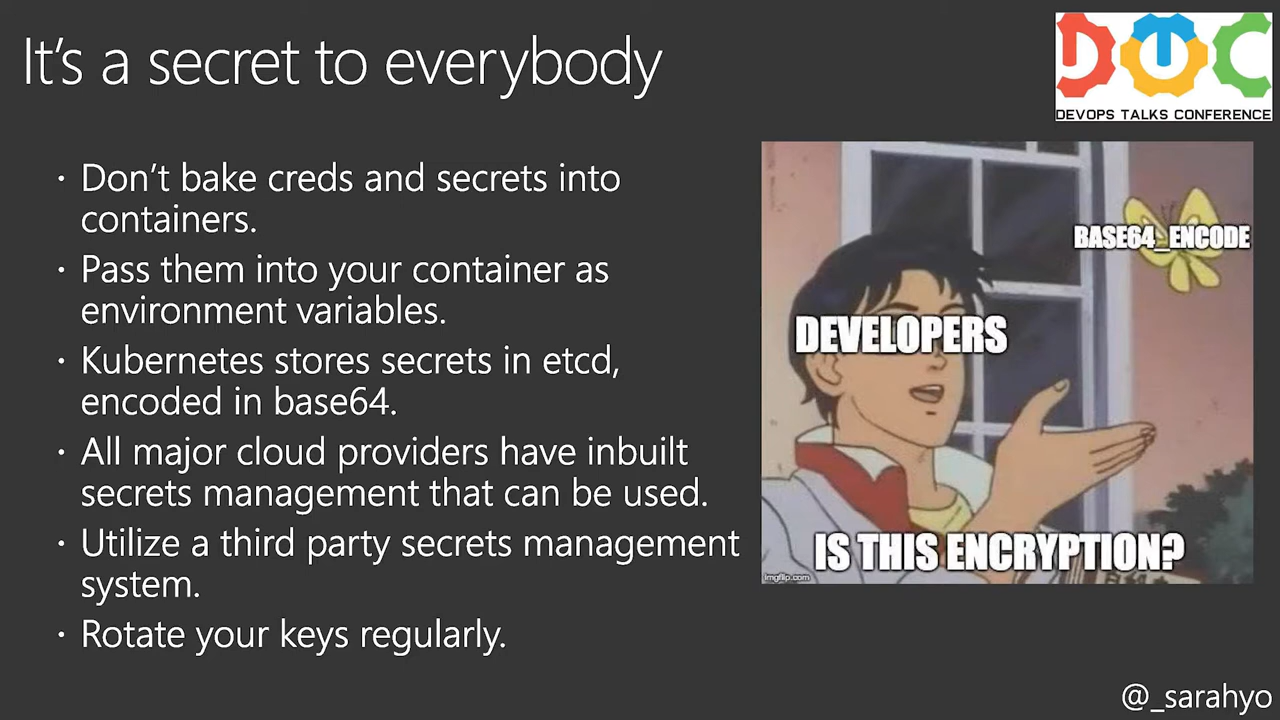 It's a secret to everybody
DTC
DEVOPS TALKS CONFERENCE
· Don't bake creds and secrets into
containers.
· Pass them into your container as
environment variables.
· Kubernetes stores secrets in etcd,
encoded in base64.
· All major cloud providers have inbuilt
secrets management that can be used.
· Utilize a third party secrets management
system.
· Rotate your keys regularly.
BASE64_ENCODE
DEVELOPERS
IS THIS ENCRYPTION?
imgflip.com
@_sarahyo